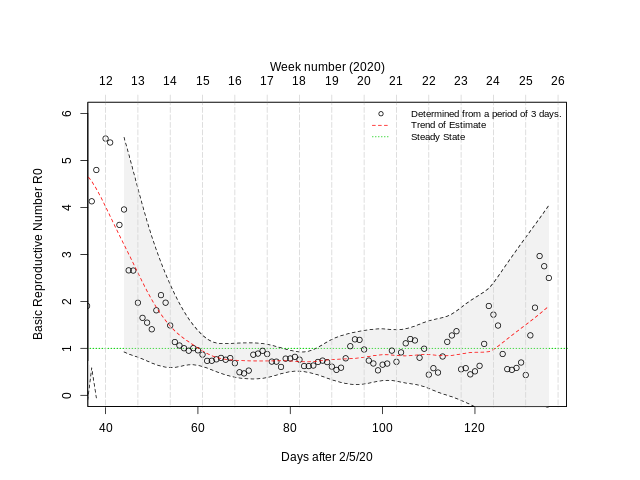 Week number (2020)
12 13 14 15 16 17 18 19 20 21 22 23 24 25 26
Determined from a period of 3 days.
Trend of Estimate
Steady State
Basic Reproductive Number R0
6
5
4
3
2
1
0
40 60 80 100 120
Days after 2/5/20